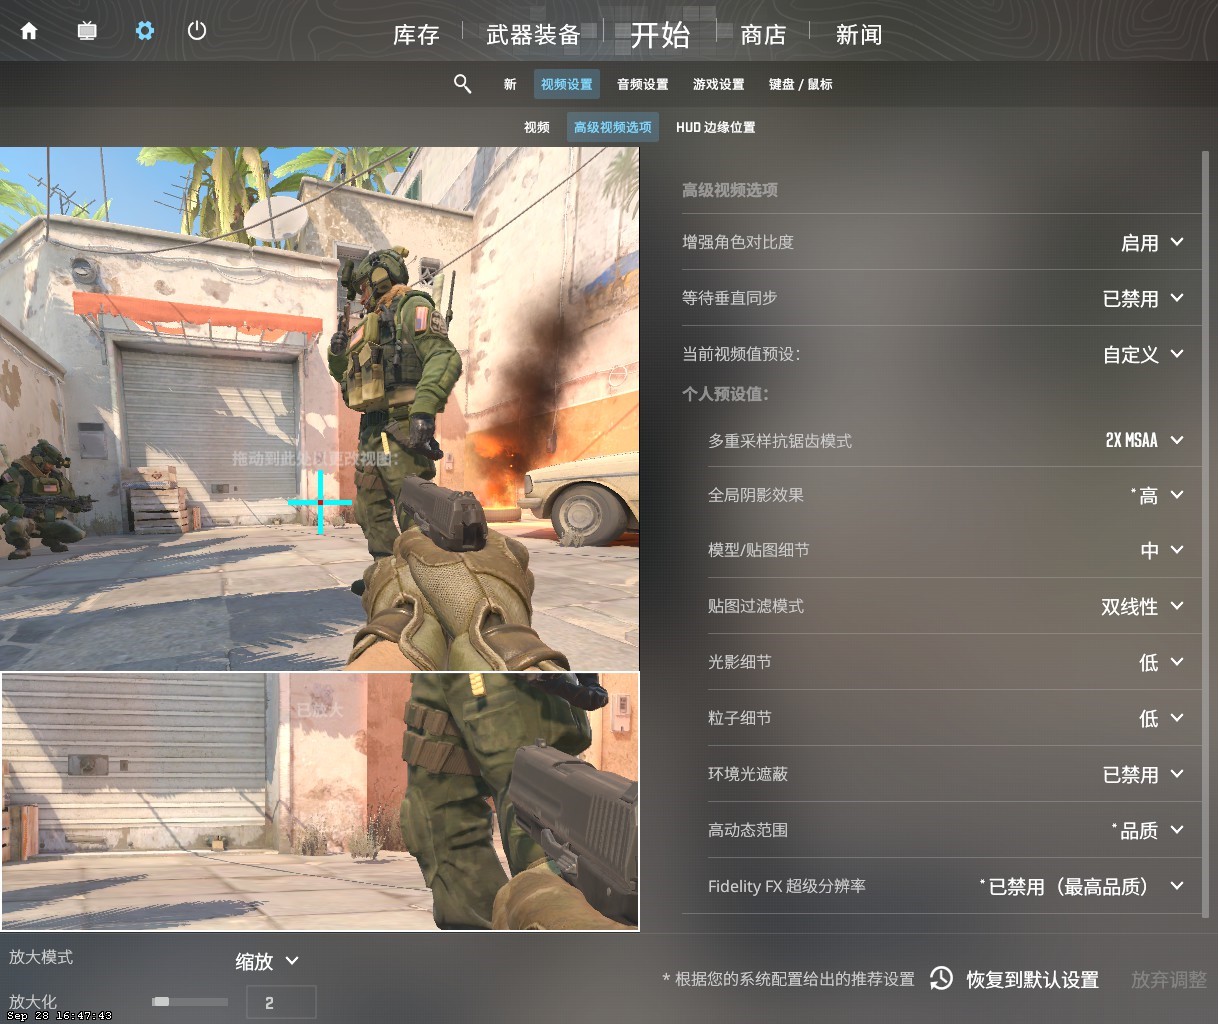 库存 武器装备 开始 商店 新闻
新 视频设置 音频设置 游戏设置 键盘 / 鼠标
视频 高级视频选项 HUD 边缘位置
高级视频选项
增强角色对比度 启用
等待垂直同步 已禁用
当前视频值预设： 自定义
个人预设值：
多重采样抗锯齿模式 2X MSAA
全局阴影效果 *高
模型/贴图细节 中
贴图过滤模式 双线性
光影细节 低
粒子细节 低
环境光遮蔽 已禁用
高动态范围 *品质
Fidelity FX 超级分辨率 *已禁用（最高品质）
拖动到此处以更改视图：
已放大
放大模式 缩放
放大化 2
* 根据您的系统配置给出的推荐设置 恢复到默认设置 放弃调整
Sep 28 16:47:43